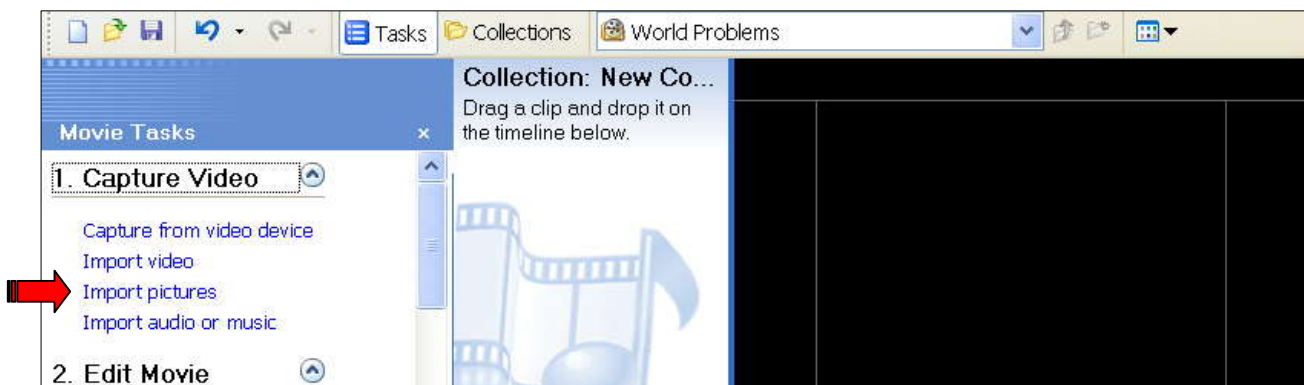 Tasks Collections World Problems
Movie Tasks ×
Collection: New Co...
Drag a clip and drop it on
the timeline below.
1. Capture Video
Capture from video device
Import video
Import pictures
Import audio or music
2. Edit Movie